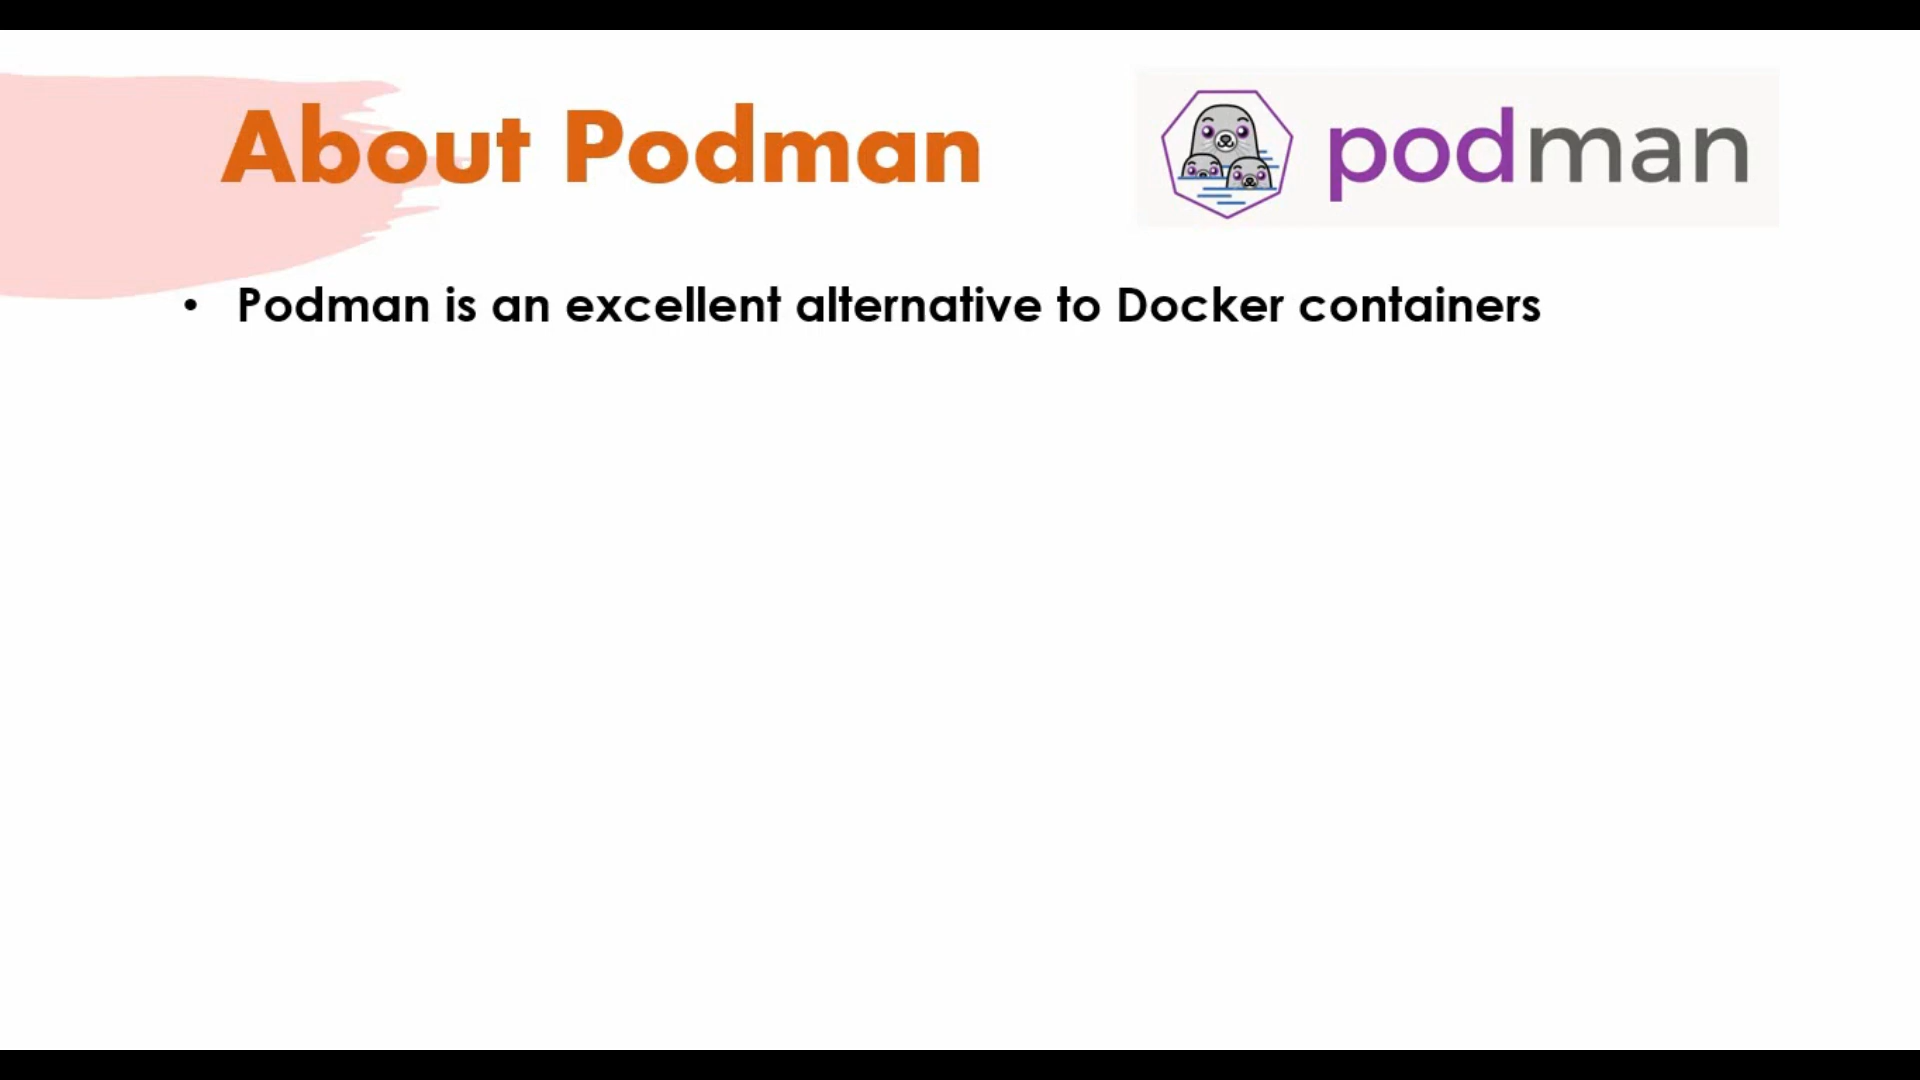 About Podman
podman
• Podman is an excellent alternative to Docker containers